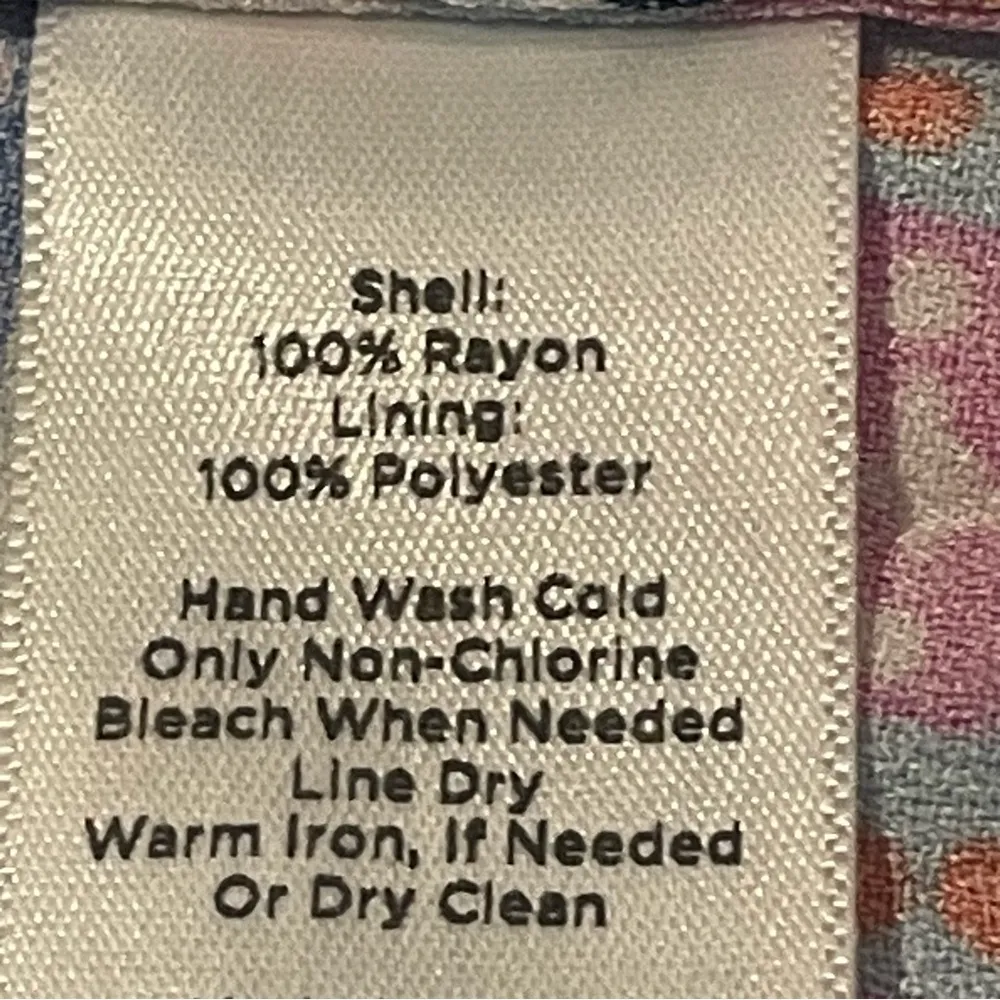 Shell:
100% Rayon
Lining:
100% Polyester
Hand Wash Cold
Only Non-Chlorine
Bleach When Needed
Line Dry
Warm Iron, If Needed
Or Dry Clean